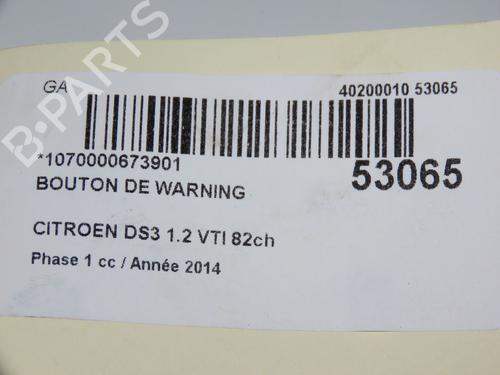 GA
40200010 53065
*1070000673901
53065
BOUTON DE WARNING
CITROEN DS3 1.2 VTI 82ch
Phase 1 cc / Année 2014
B-PARTS